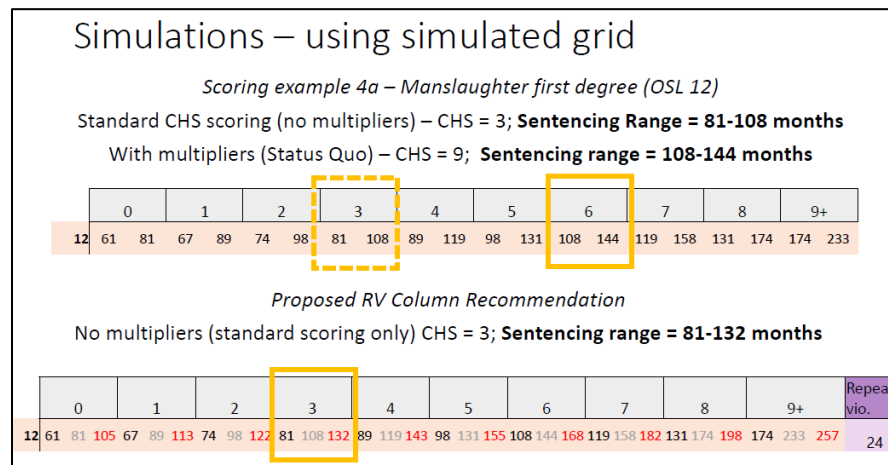 Simulations – using simulated grid
Scoring example 4a – Manslaughter first degree (OSL 12)
Standard CHS scoring (no multipliers) – CHS = 3; Sentencing Range = 81-108 months
With multipliers (Status Quo) – CHS = 9; Sentencing range = 108-144 months
0 1 2 3 4 5 6 7 8 9+
12 61 81 67 89 74 98 81 108 89 119 98 131 108 144 119 158 131 174 174 233
Proposed RV Column Recommendation
No multipliers (standard scoring only) CHS = 3; Sentencing range = 81-132 months
Repea
0 1 2 3 4 5 6 7 8 9+ vio.
12 61 81 105 67 89 113 74 98 122 81 108 132 89 119 143 98 131 155 108 144 168 119 158 182 131 174 198 174 233 257 24